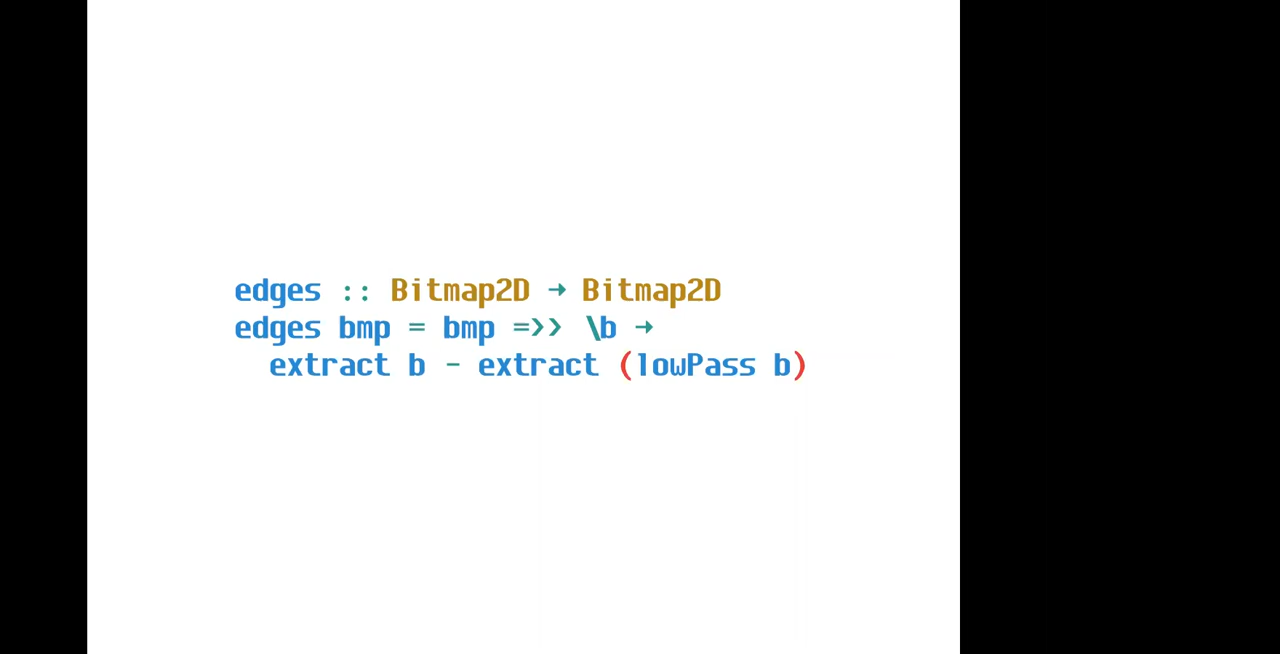 edges :: Bitmap2D → Bitmap2D
edges bmp = bmp =>> \b →
  extract b - extract (lowPass b)